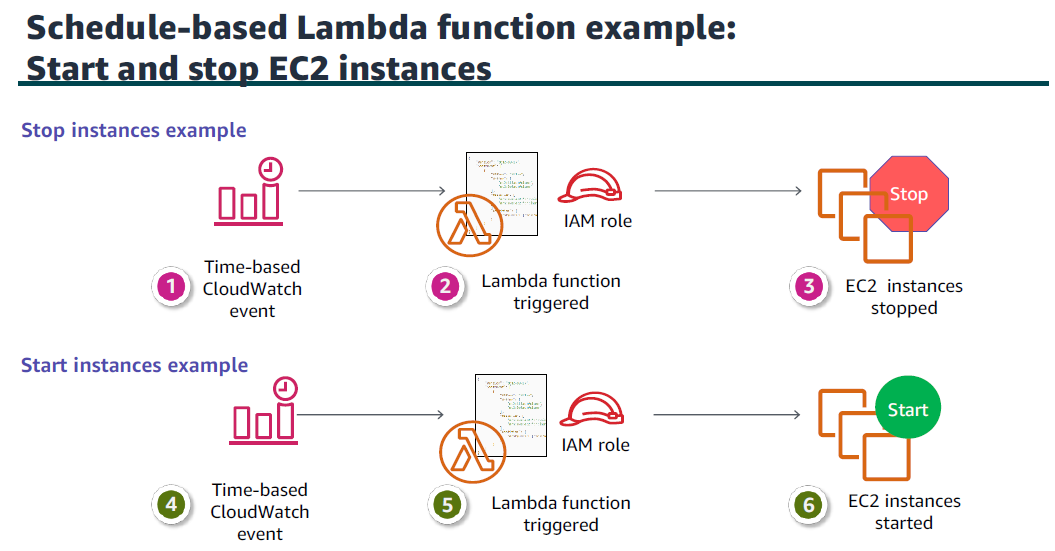 Schedule-based Lambda function example:
Start and stop EC2 instances
Stop instances example
Stop
IAM role
1
Time-based
CloudWatch
event
2
Lambda function
triggered
3
EC2 instances
stopped
Start instances example
Start
IAM role
4
Time-based
CloudWatch
event
5
Lambda function
triggered
6
EC2 instances
started